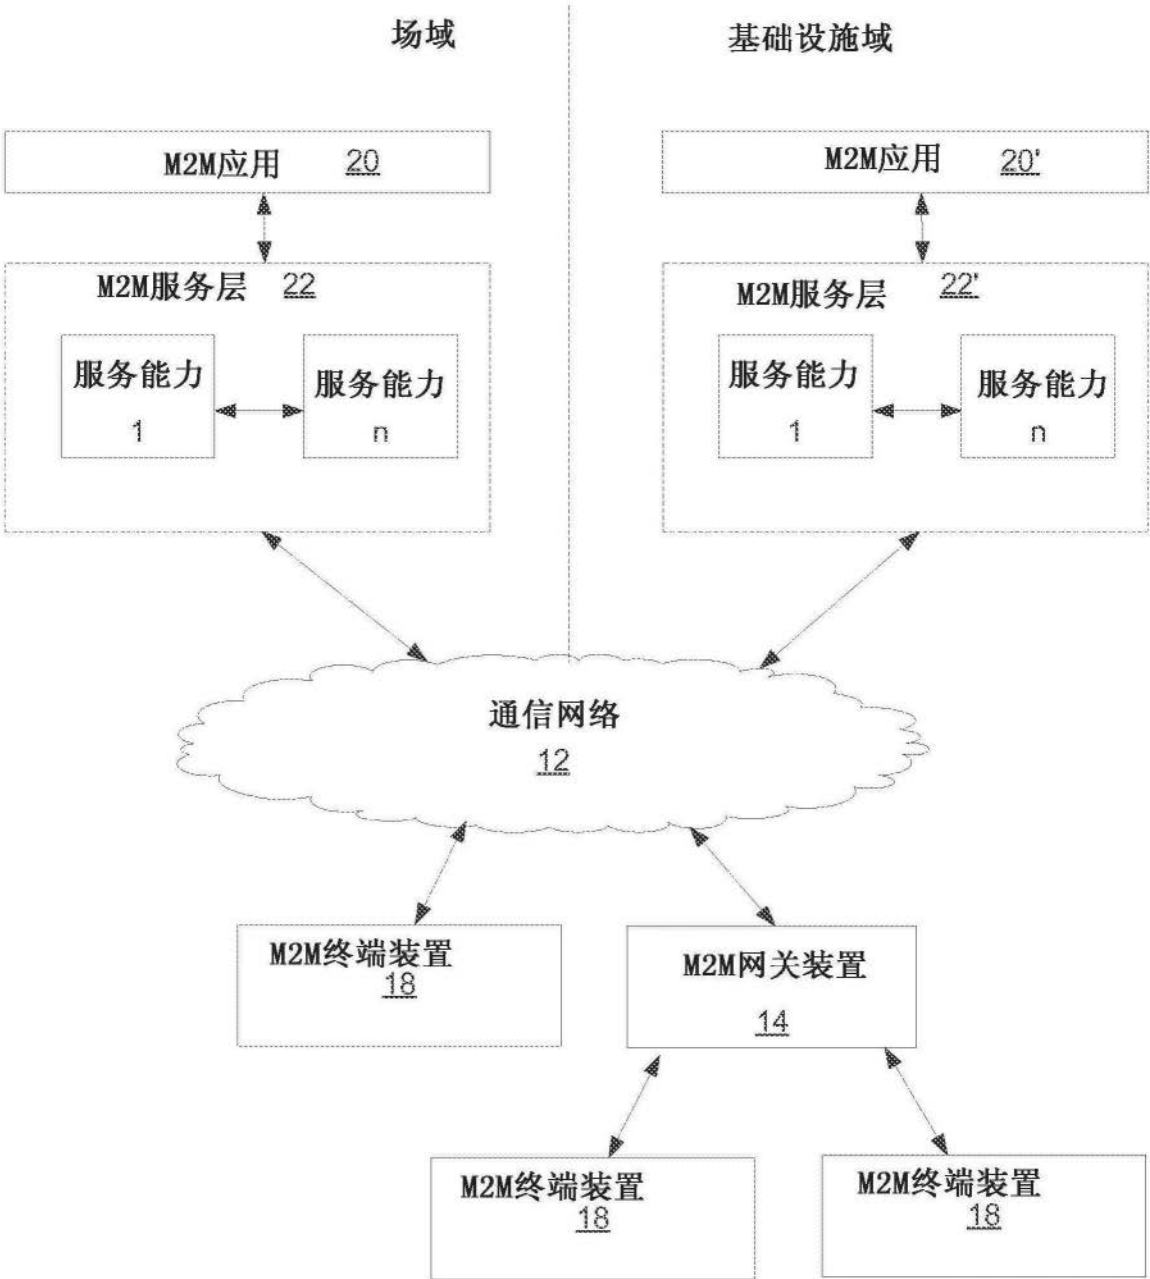 场域
基础设施域
M2M应用 20
M2M应用 20'
M2M服务层 22
M2M服务层 22'
服务能力
1
服务能力
n
服务能力
1
服务能力
n
通信网络
12
M2M终端装置
18
M2M网关装置
14
M2M终端装置
18
M2M终端装置
18